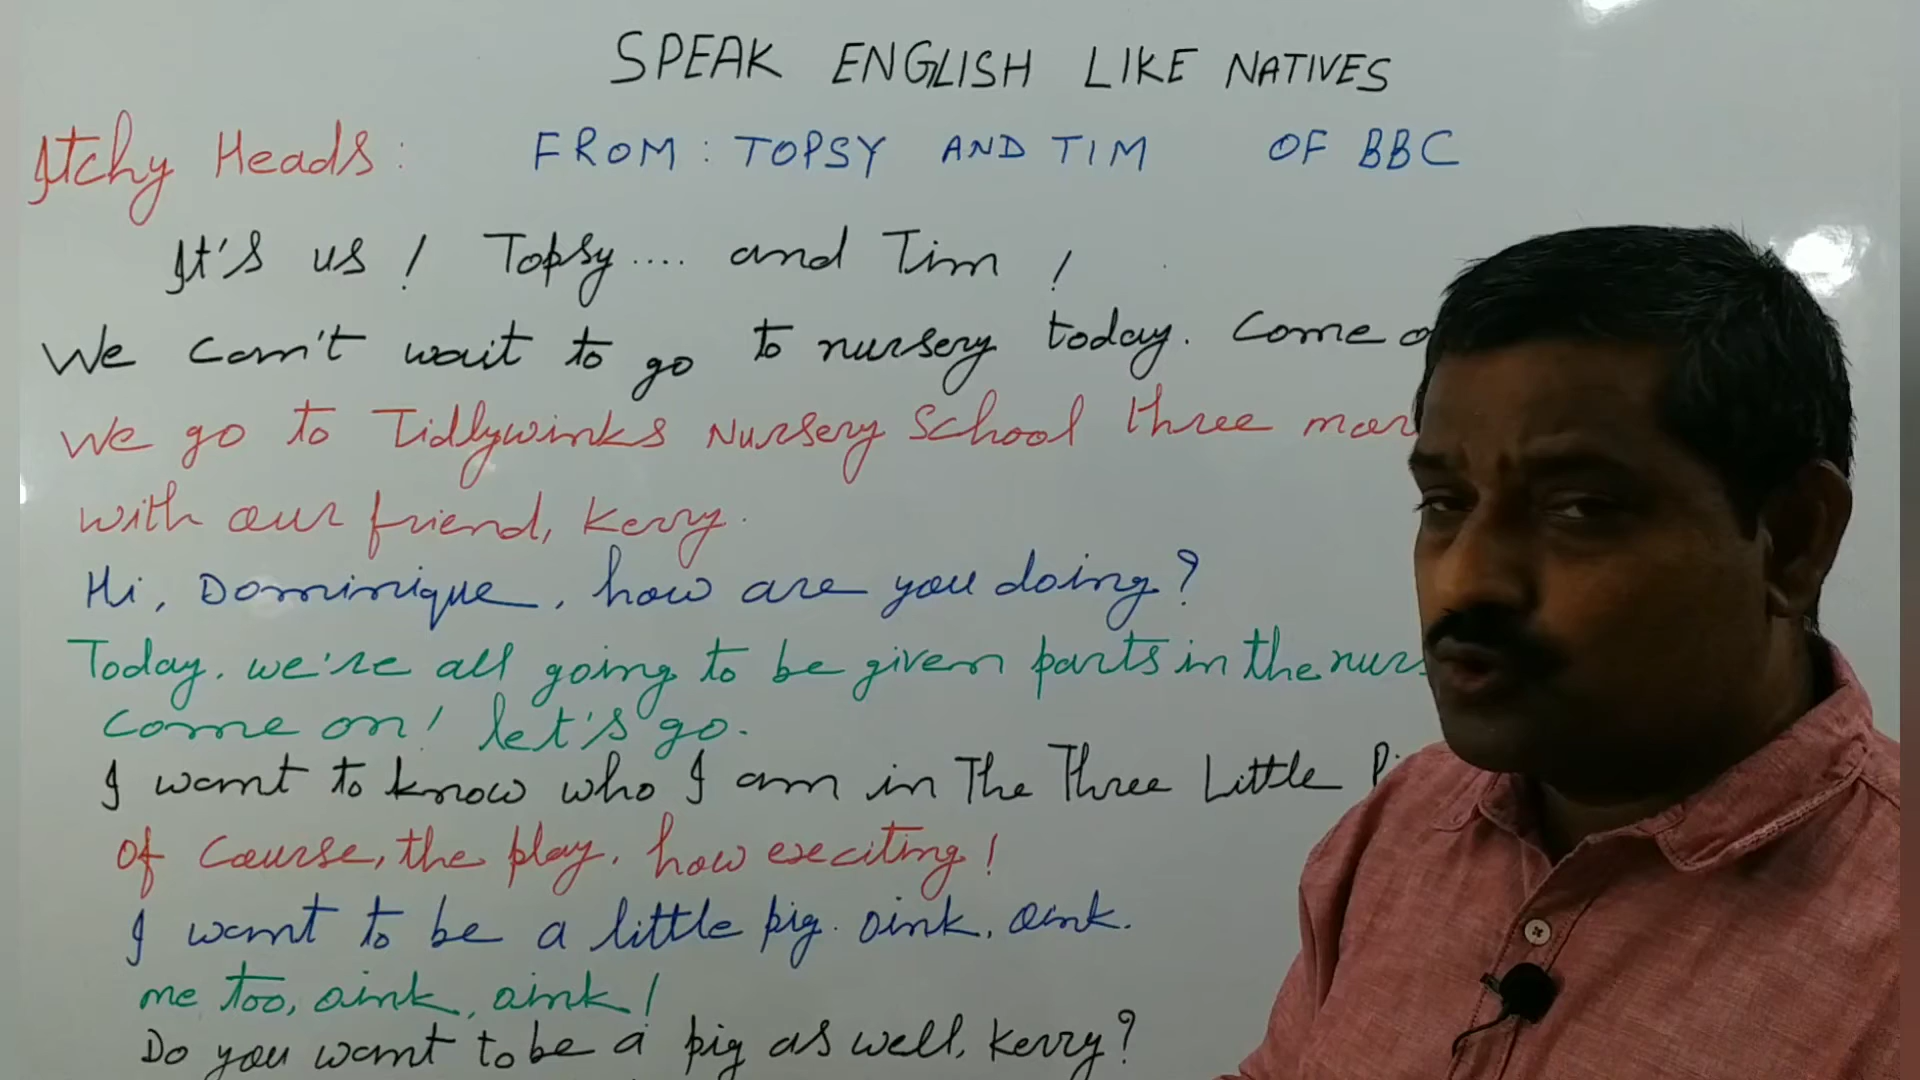 SPEAK ENGLISH LIKE NATIVES
Itchy Heads: FROM: TOPSY AND TIM OF BBC
It's us! Topsy.... and Tim!
We can't wait to go to nursery today. Come
We go to Tidlywinks Nursery School three
with our friend, Kerry.
Hi, Dominique, how are you doing?
Today. we're all going to be given parts in the
come on! let's go.
I want to know who I am in The Three Little
Of Course, the play. how exciting!
I want to be a little pig. oink, oink.
me too, oink, oink!
Do you want to be a pig as well, Kerry?